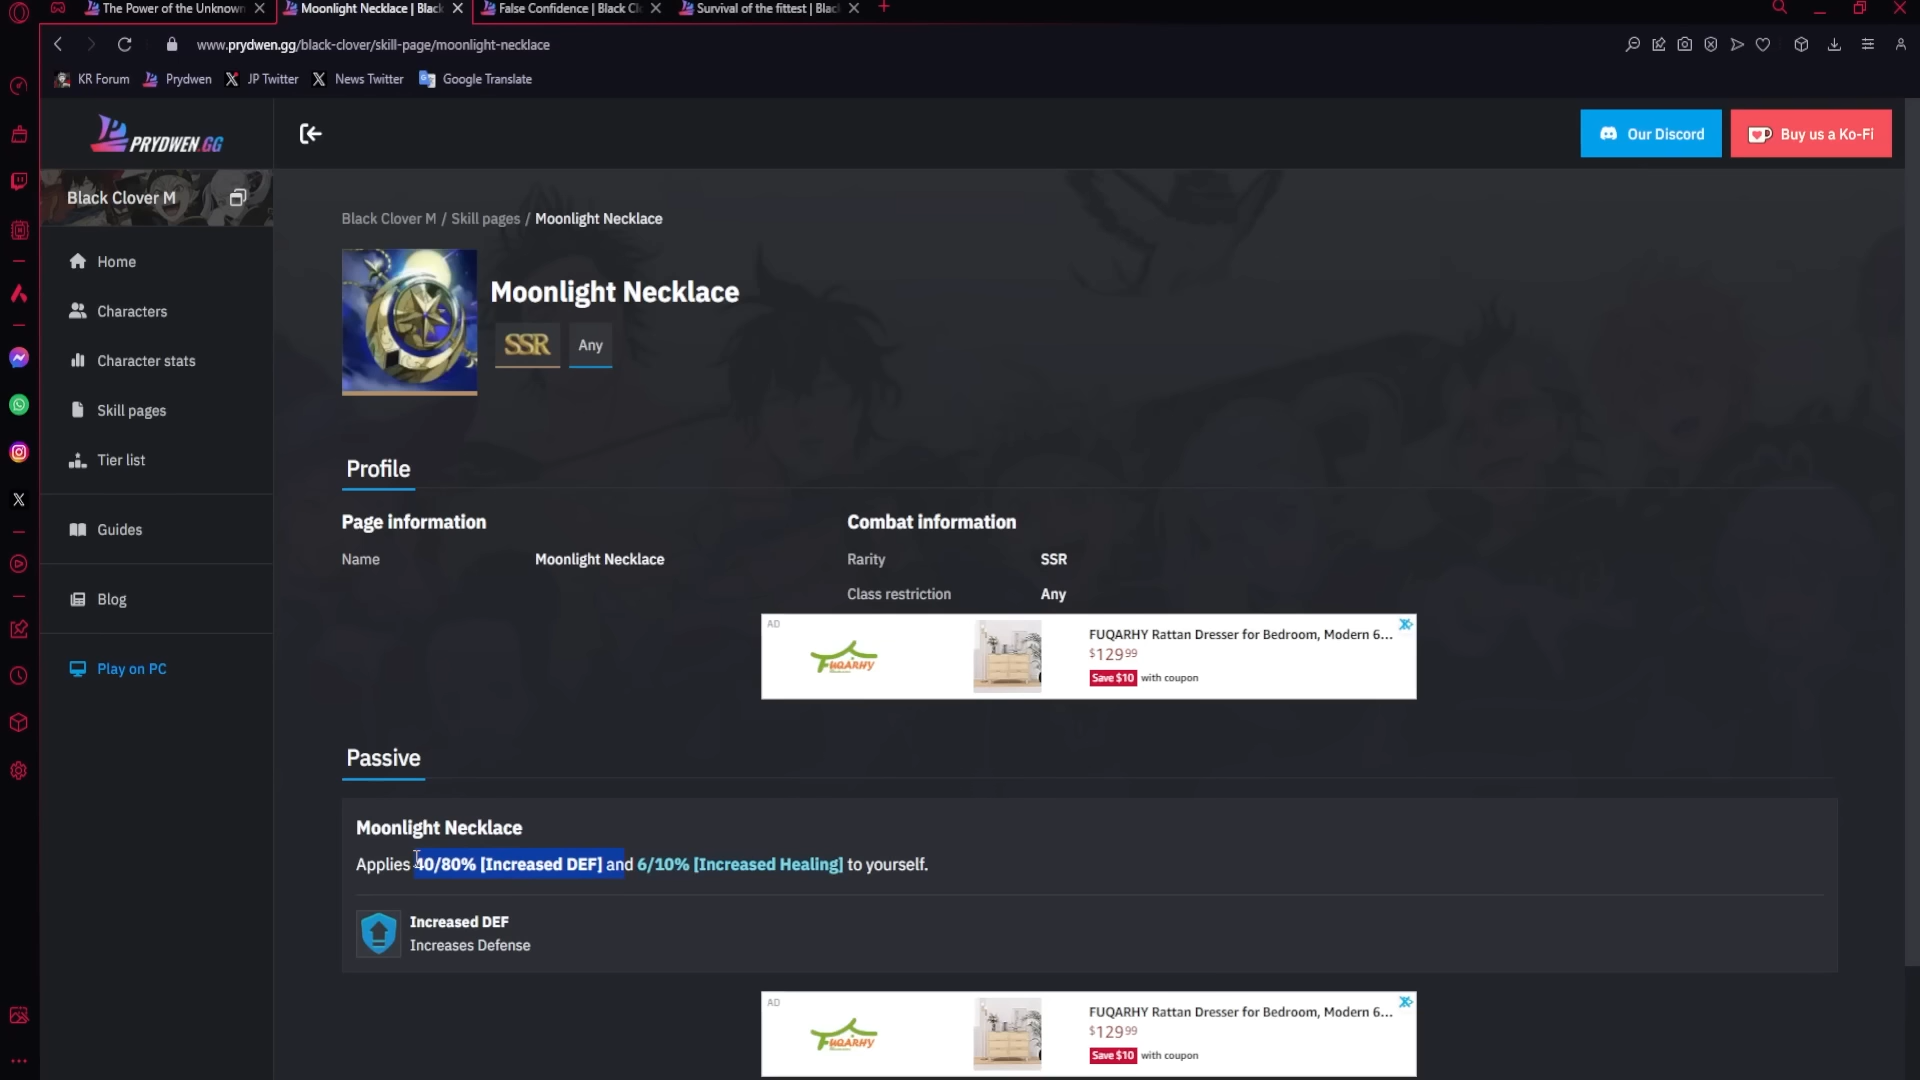 The Power of the Unknown
Moonlight Necklace | Black
False Confidence | Black Cl
Survival of the fittest | Blac
www.prydwen.gg/black-clover/skill-page/moonlight-necklace
KR Forum
Prydwen
JP Twitter
News Twitter
Google Translate
PRYDWEN.GG
Our Discord
Buy us a Ko-Fi
Black Clover M
Home
Characters
Character stats
Skill pages
Tier list
Guides
Blog
Play on PC
Black Clover M / Skill pages / Moonlight Necklace
Moonlight Necklace
SSR
Any
Profile
Page information
Combat information
Name
Moonlight Necklace
Rarity
SSR
Class restriction
Any
AD
FUQARHY
FUQARHY Rattan Dresser for Bedroom, Modern 6...
$129⁹⁹
Save $10 with coupon
Passive
Moonlight Necklace
Applies 40/80% [Increased DEF] and 6/10% [Increased Healing] to yourself.
Increased DEF
Increases Defense
AD
FUQARHY
FUQARHY Rattan Dresser for Bedroom, Modern 6...
$129⁹⁹
Save $10 with coupon